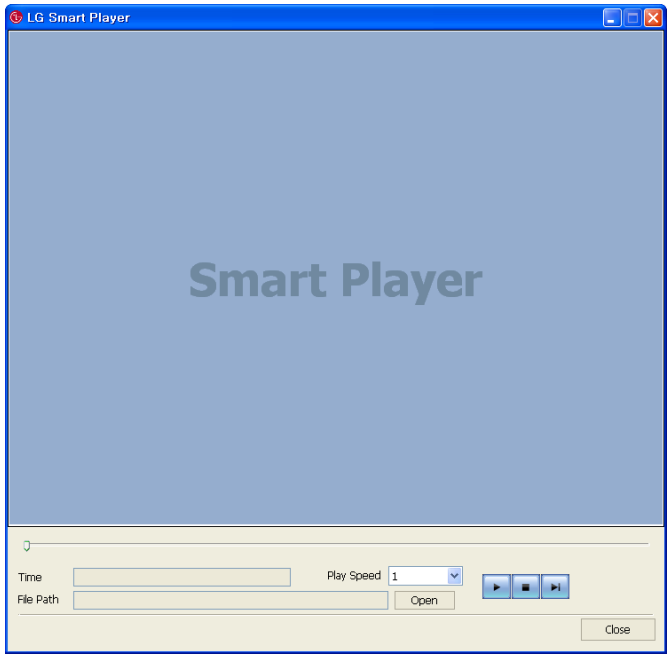 LG Smart Player
Smart Player
Time
Play Speed 1
File Path
Open
Close